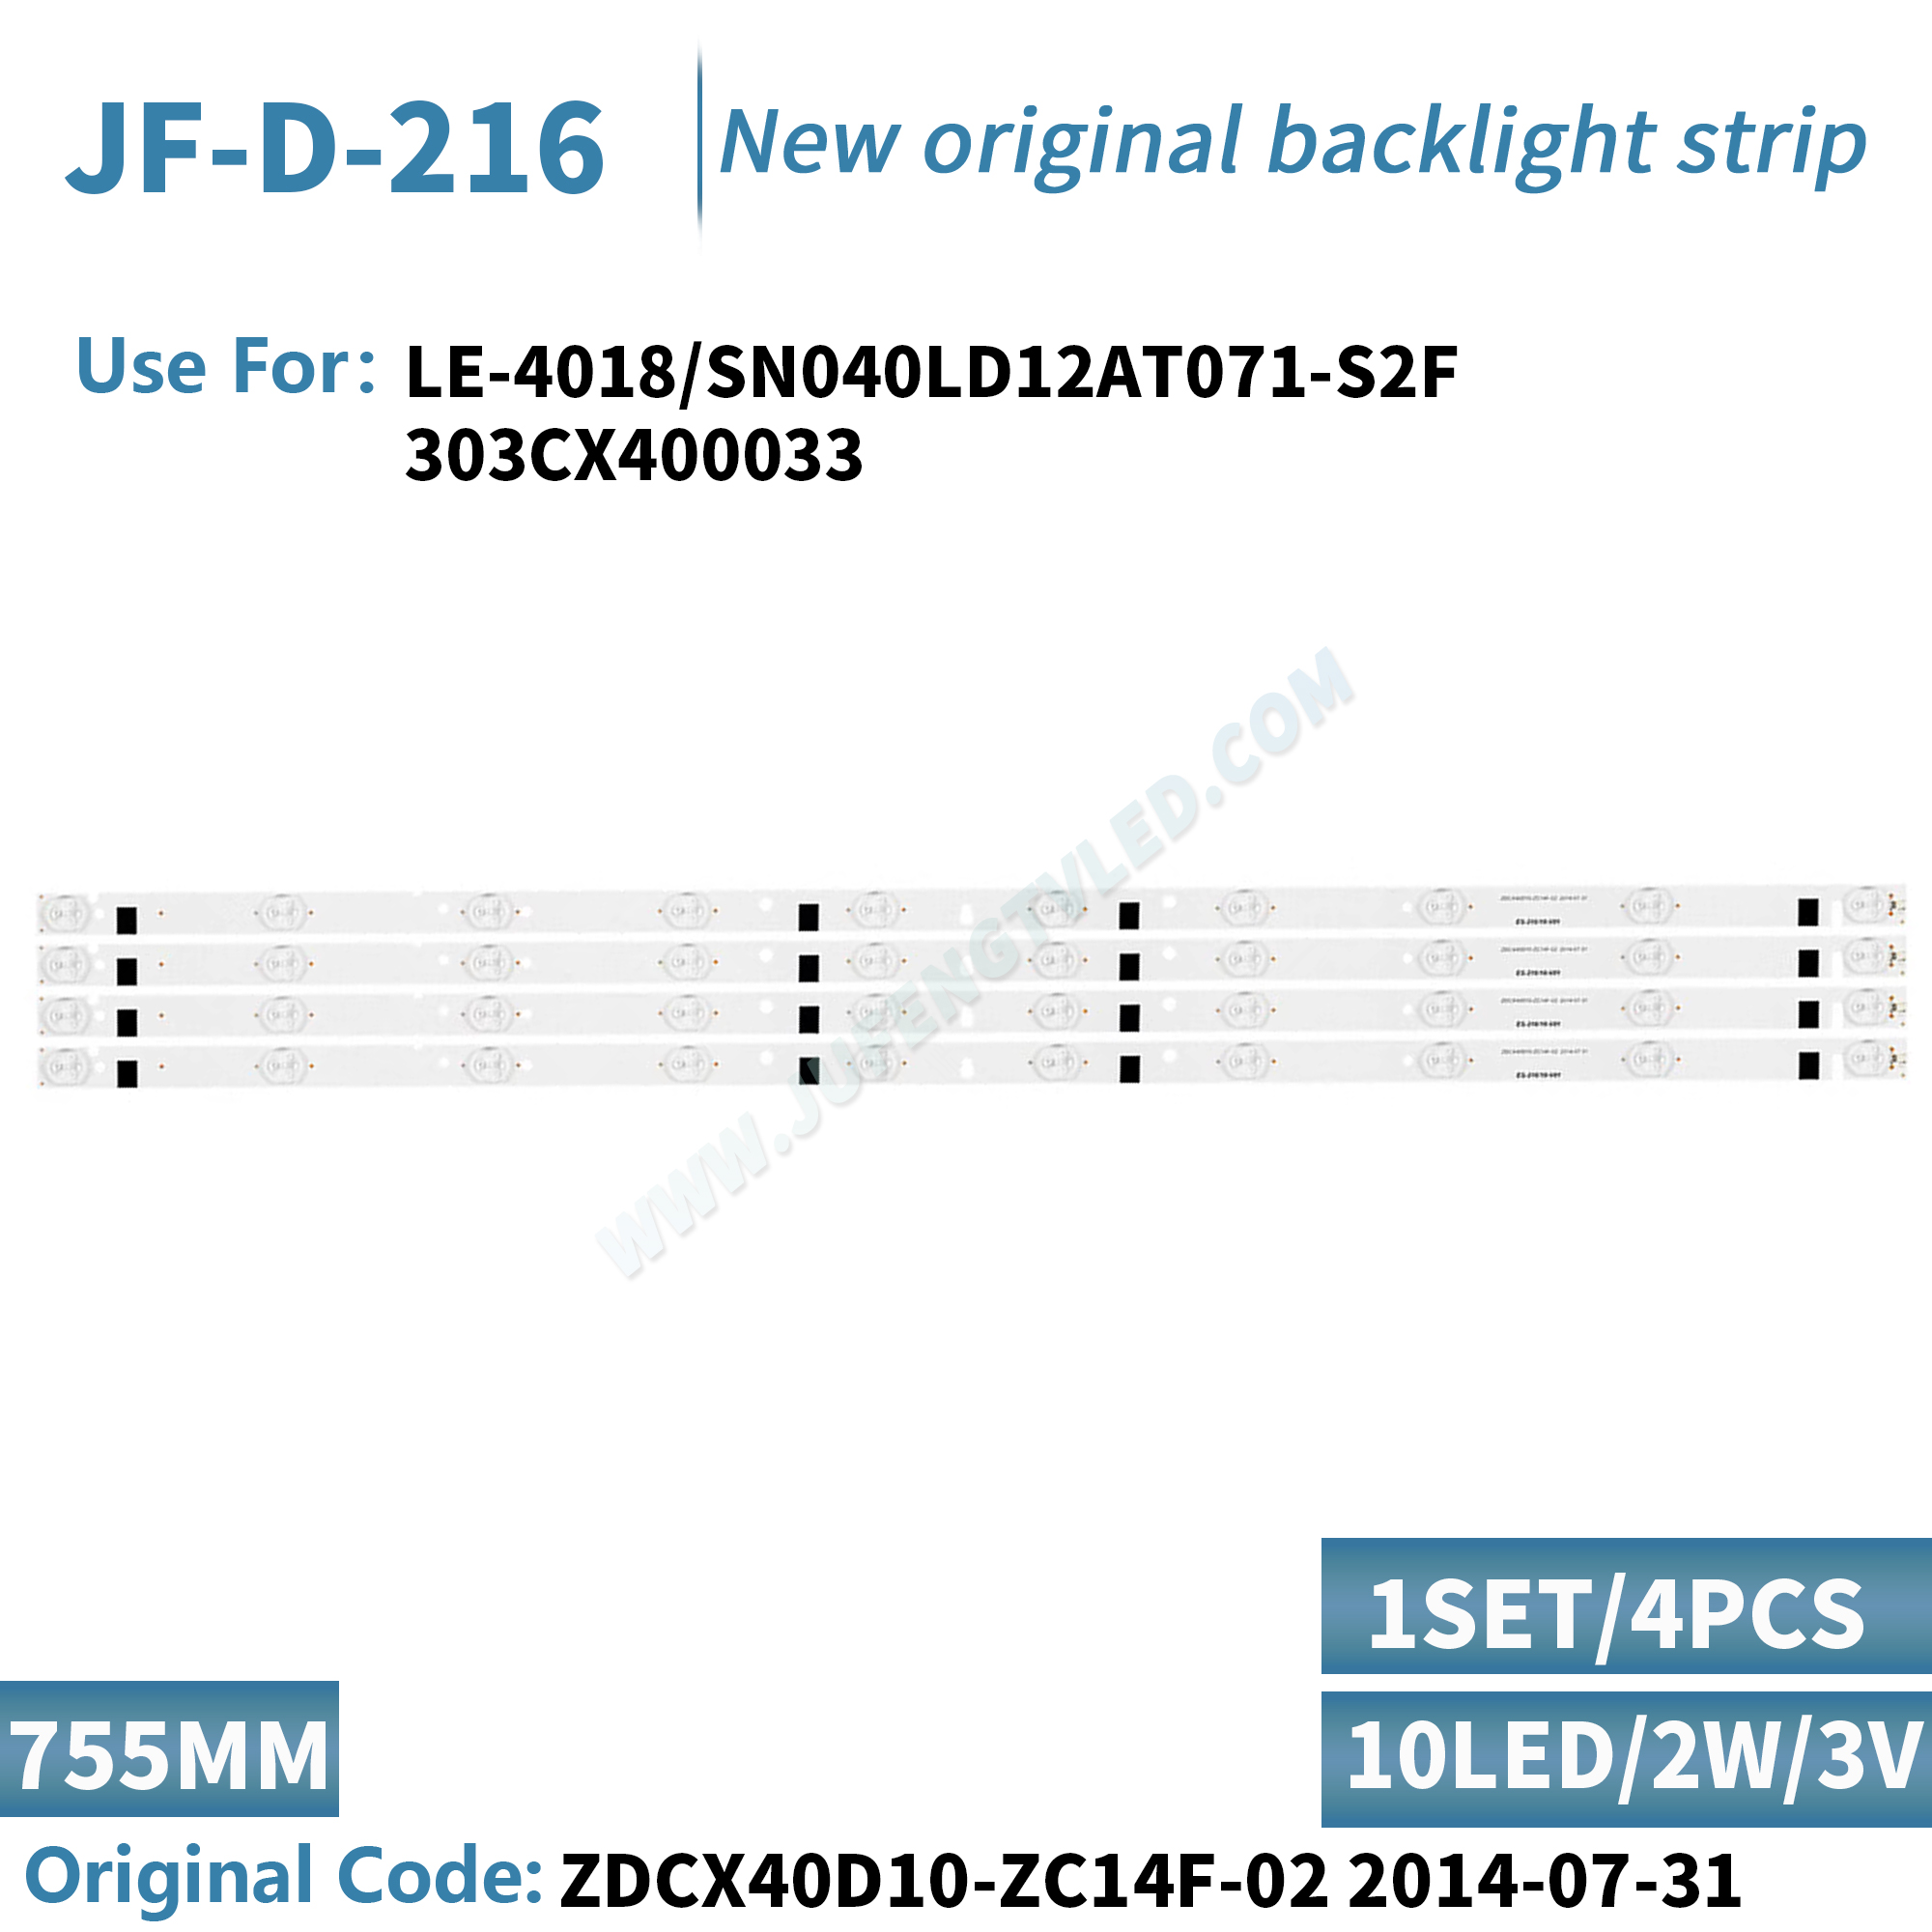 JF-D-216
New original backlight strip
Use For: LE-4018/SN040LD12AT071-S2F
303CX400033
WWW.JUFENGTVLED.COM
1SET/4PCS
755MM
10LED/2W/3V
Original Code: ZDCX40D10-ZC14F-02 2014-07-31